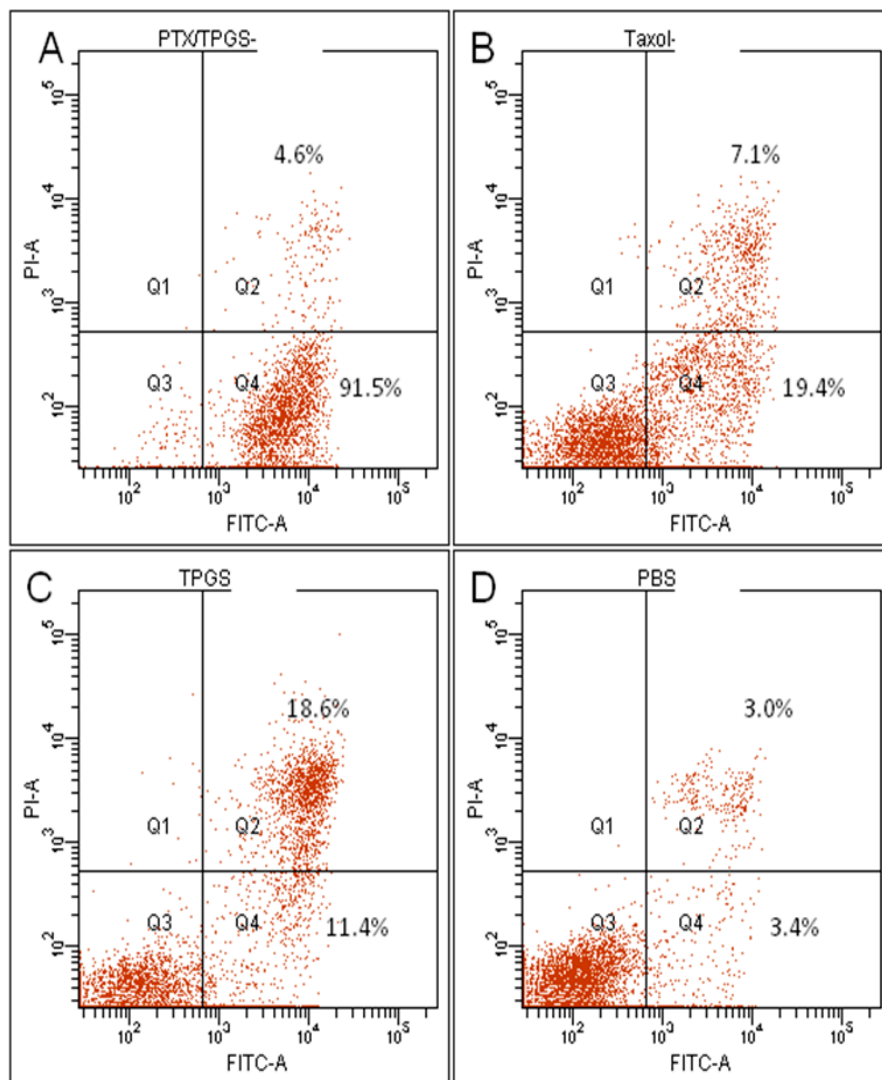 A
PTX/TPGS-
PI-A
10^5
10^4
10^3
10^2
4.6%
Q1
Q2
Q3
Q4
91.5%
10^2 10^3 10^4 10^5
FITC-A
B
Taxol-
PI-A
10^5
10^4
10^3
10^2
7.1%
Q1
Q2
Q3
Q4
19.4%
10^2 10^3 10^4 10^5
FITC-A
C
TPGS
PI-A
10^5
10^4
10^3
10^2
18.6%
Q1
Q2
Q3
Q4
11.4%
10^2 10^3 10^4 10^5
FITC-A
D
PBS
PI-A
10^5
10^4
10^3
10^2
3.0%
Q1
Q2
Q3
Q4
3.4%
10^2 10^3 10^4 10^5
FITC-A